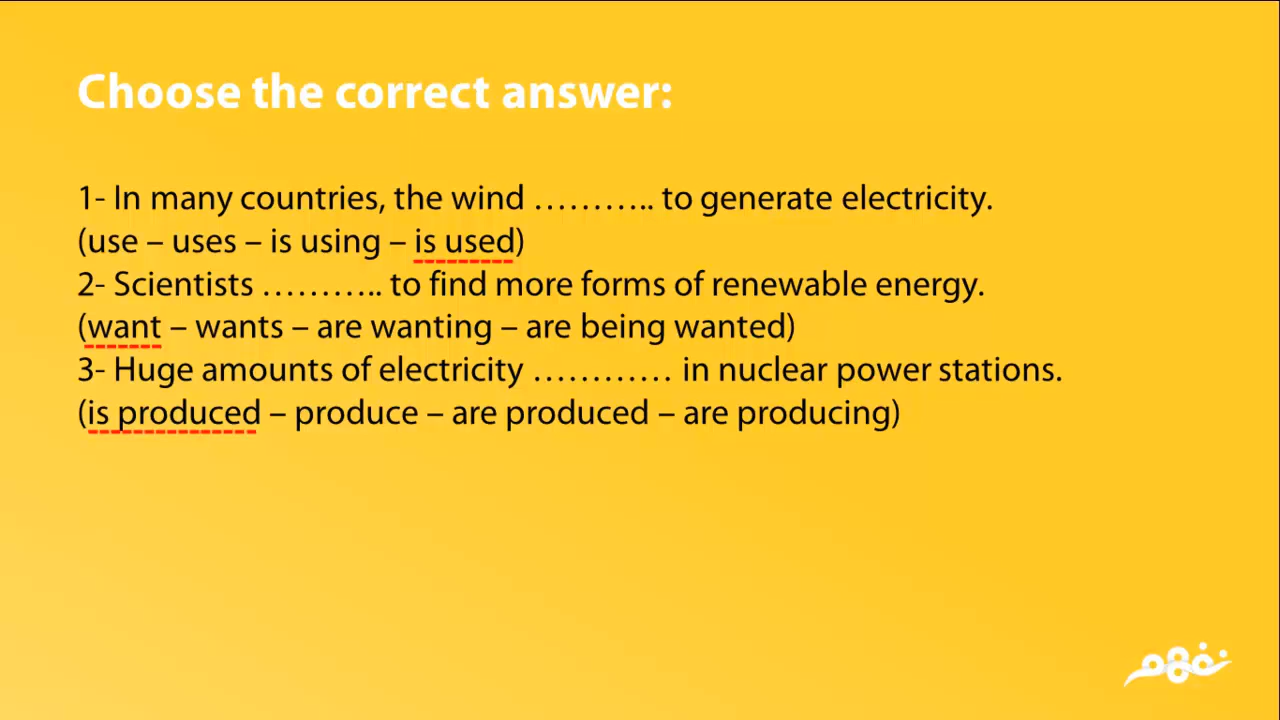 Choose the correct answer:
1- In many countries, the wind ……….. to generate electricity.
(use – uses – is using – is used)
2- Scientists ……….. to find more forms of renewable energy.
(want – wants – are wanting – are being wanted)
3- Huge amounts of electricity ………… in nuclear power stations.
(is produced – produce – are produced – are producing)
نفهم